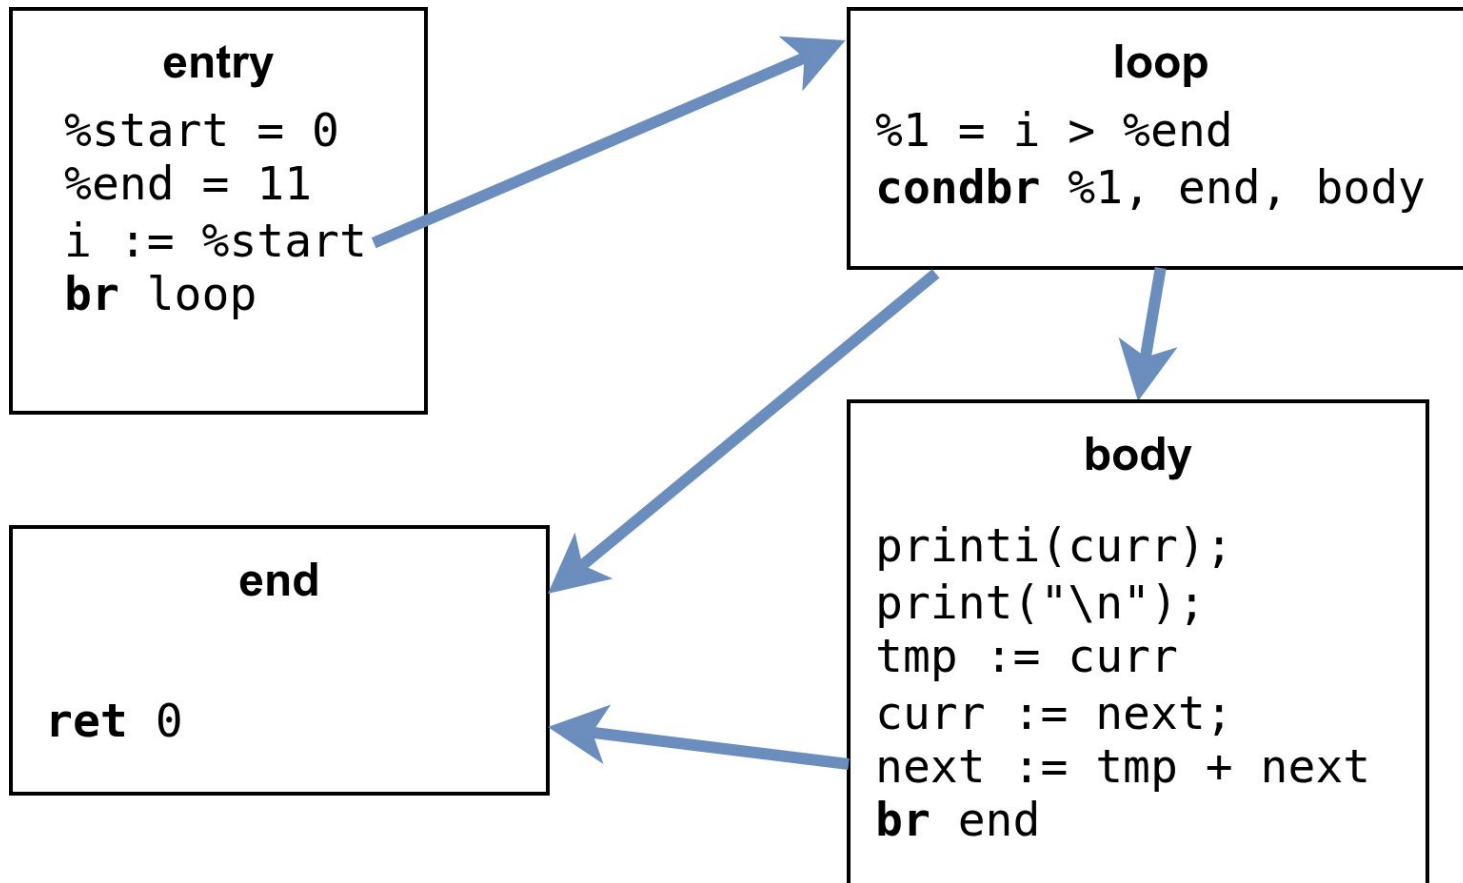 entry
%start = 0
%end = 11
i := %start
br loop
loop
%1 = i > %end
condbr %1, end, body
end
ret 0
body
printi(curr);
print("\n");
tmp := curr
curr := next;
next := tmp + next
br end